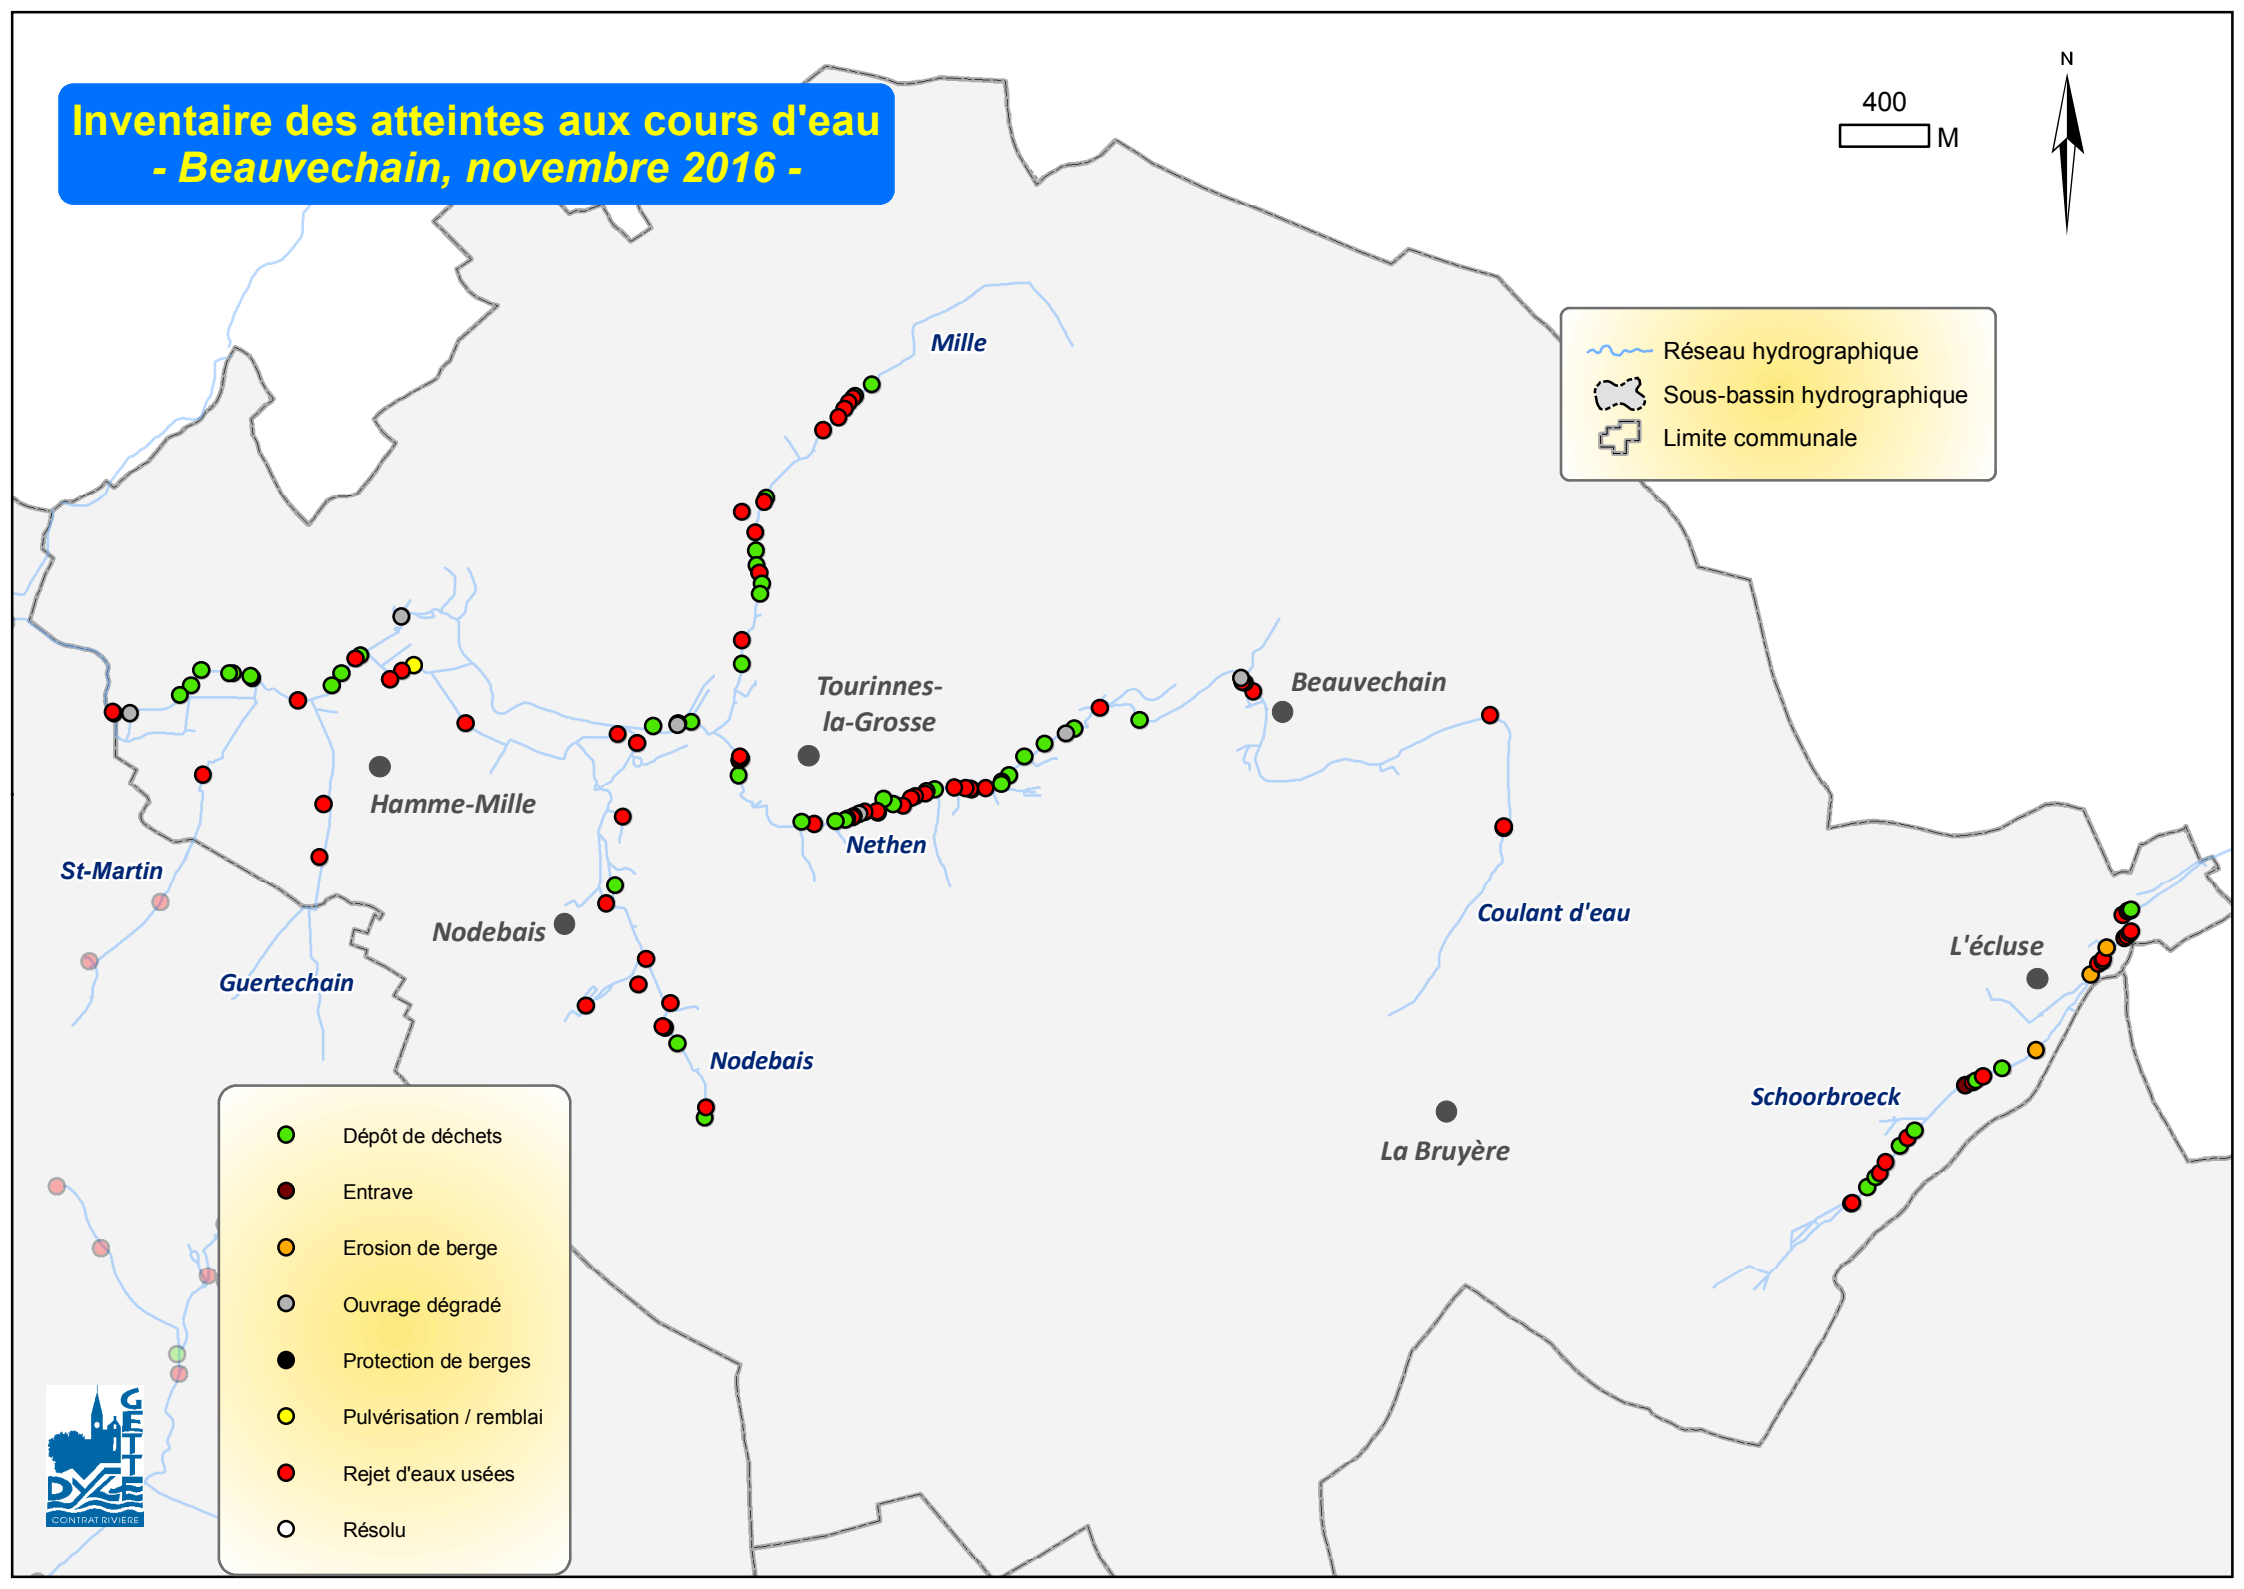 Inventaire des atteintes aux cours d'eau
- Beauvechain, novembre 2016 -
N
400
M
Mille
Réseau hydrographique
Sous-bassin hydrographique
Limite communale
Tourinnes-
la-Grosse
Beauvechain
Hamme-Mille
Nethen
St-Martin
Coulant d'eau
Nodebais
L'écluse
Guertechain
Nodebais
Schoorbroeck
La Bruyère
Dépôt de déchets
Entrave
Erosion de berge
Ouvrage dégradé
Protection de berges
Pulvérisation / remblai
Rejet d'eaux usées
Résolu
GETTE
DYLE
CONTRAT RIVIERE